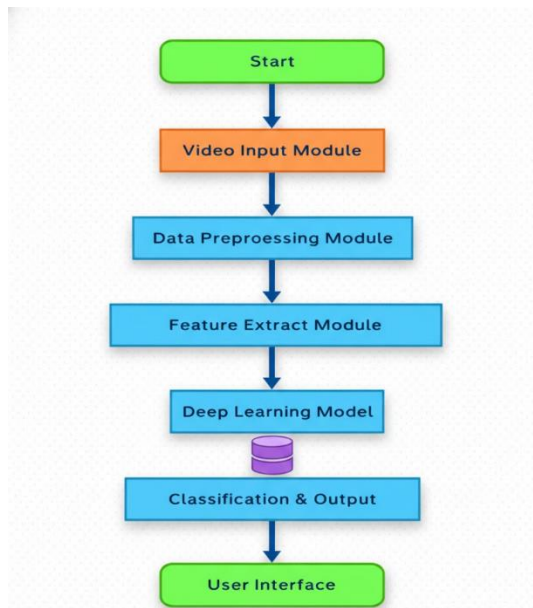 Start
Video Input Module
Data Preproessing Module
Feature Extract Module
Deep Learning Model
Classification & Output
User Interface